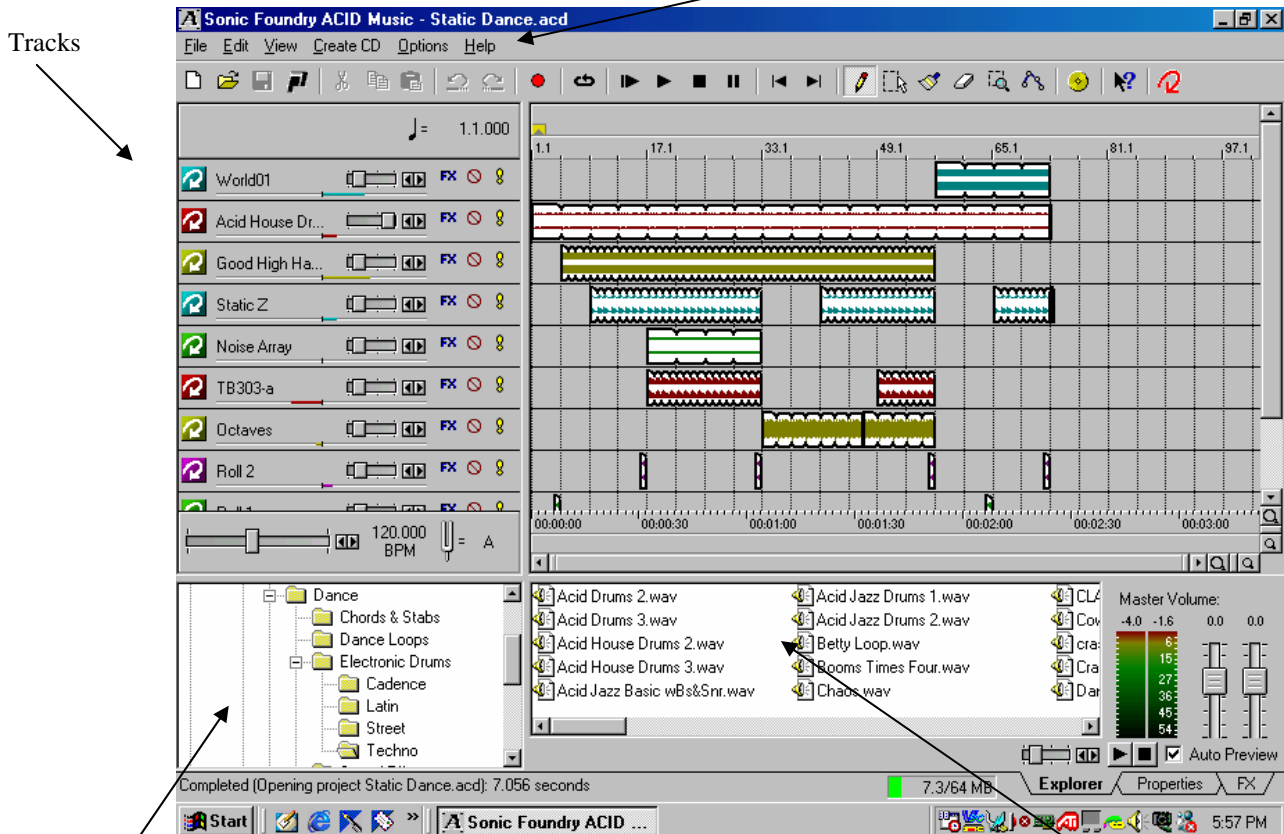 Sonic Foundry ACID Music - Static Dance.acd
Tracks
File Edit View Create CD Options Help
= 1.1.000
1.1 17.1 33.1 49.1 65.1 81.1 97.1
World01 FX
Acid House Dr... FX
Good High Ha... FX
Static Z FX
Noise Array FX
TB303-a FX
Octaves FX
Roll 2 FX
120.000
BPM
= A
00:00:00 00:00:30 00:01:00 00:01:30 00:02:00 00:02:30 00:03:00
Dance
Chords & Stabs
Dance Loops
Electronic Drums
Cadence
Latin
Street
Techno
Acid Drums 2.wav
Acid Drums 3.wav
Acid House Drums 2.wav
Acid House Drums 3.wav
Acid Jazz Basic wBs&Snr.wav
Acid Jazz Drums 1.wav
Acid Jazz Drums 2.wav
Betty Loop.wav
Booms Times Four.wav
Chaos.wav
Master Volume:
-4.0 -1.6 0.0 0.0
6
15
27
36
45
54
Auto Preview
Completed (Opening project Static Dance.acd): 7.056 seconds
7.3/64 MB
Explorer Properties FX
Start
Sonic Foundry ACID ...
5:57 PM